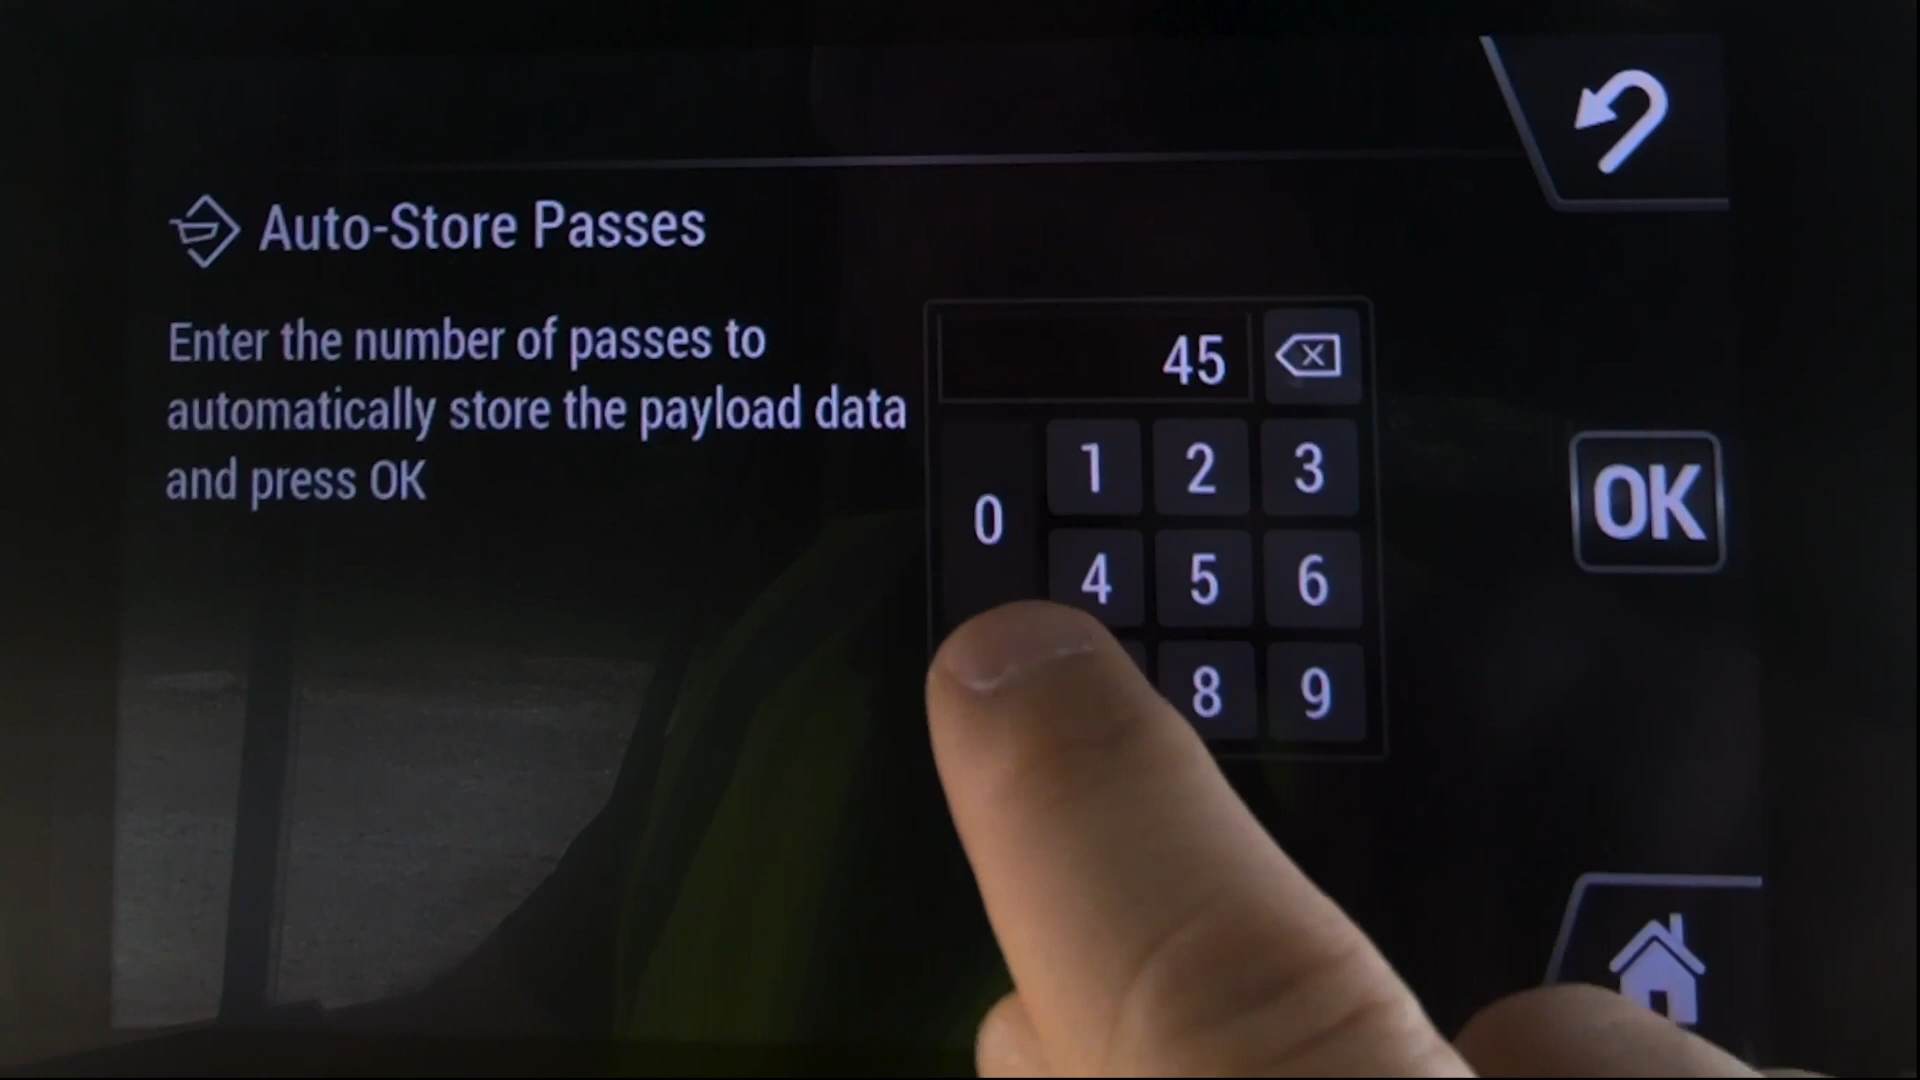 Auto-Store Passes
Enter the number of passes to
automatically store the payload data
and press OK
45
1 2 3
0
4 5 6
8 9
OK